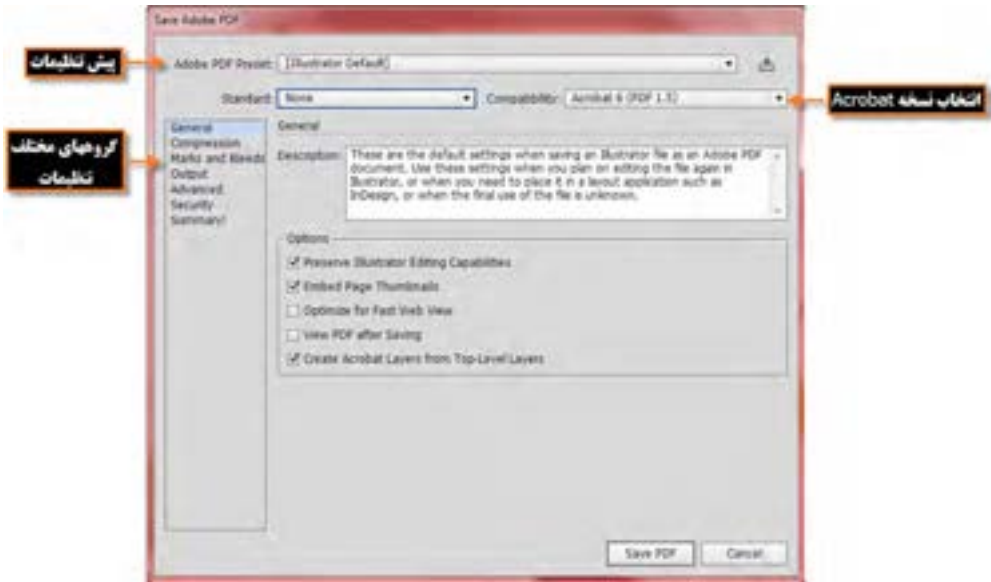 Save Adobe PDF
پیش تنظیمات
Adobe PDF Preset: [Illustrator Default]
Standard: None
Compatibility: Acrobat 6 (PDF 1.5)
انتخاب نسخه Acrobat
گروههای مختلف
تنظیمات
General
Compression
Marks and Bleeds
Output
Advanced
Security
Summary
General
Description: These are the default settings when saving an Illustrator file as an Adobe PDF
document. Use these settings when you plan on editing the file again in
Illustrator, or when you need to place it in a layout application such as
InDesign, or when the final use of the file is unknown.
Options
Preserve Illustrator Editing Capabilities
Embed Page Thumbnails
Optimize for Fast Web View
View PDF after Saving
Create Acrobat Layers from Top-Level Layers
Save PDF
Cancel